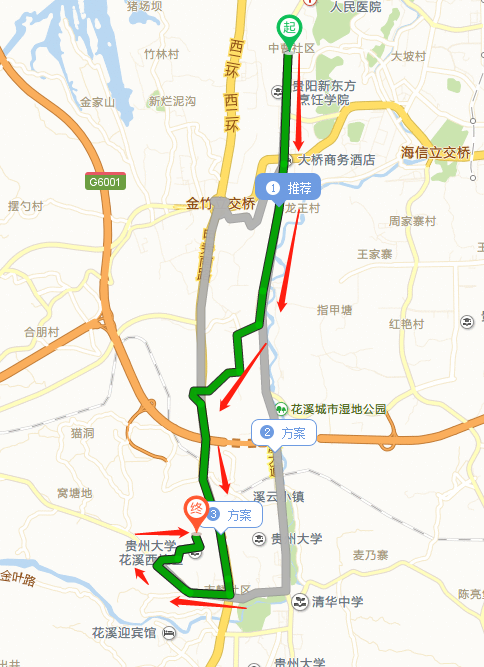 猪场坝
人民医院
起
中曹社区
西二环
西二环
竹林村
大坡村
贵阳新东方
烹饪学院
金家山
新烂泥沟
海信立交桥
大桥商务酒店
G6001
1 推荐
金竹 交桥
龙王村
摆勺村
周家寨村
王家寨
指甲塘
红艳村
合朋村
花溪城市湿地公园
2 方案
猫洞
窝塘地
溪云小镇
终
3 方案
贵州大学
花溪西
贵州大学
麦乃寨
金叶路
清华中学
陈亮
花溪迎宾馆
贵州大学
出井